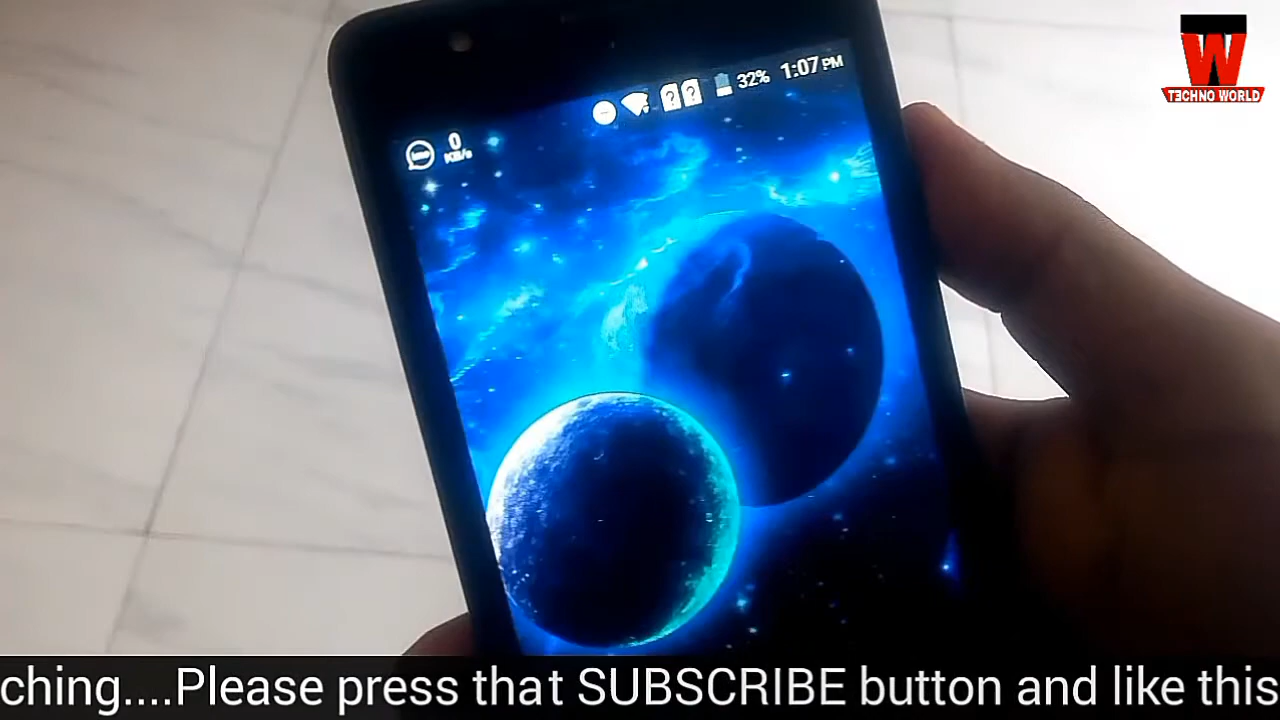 W
TECHNO WORLD
32% 1:07 PM
0
KB/s
ching....Please press that SUBSCRIBE button and like this